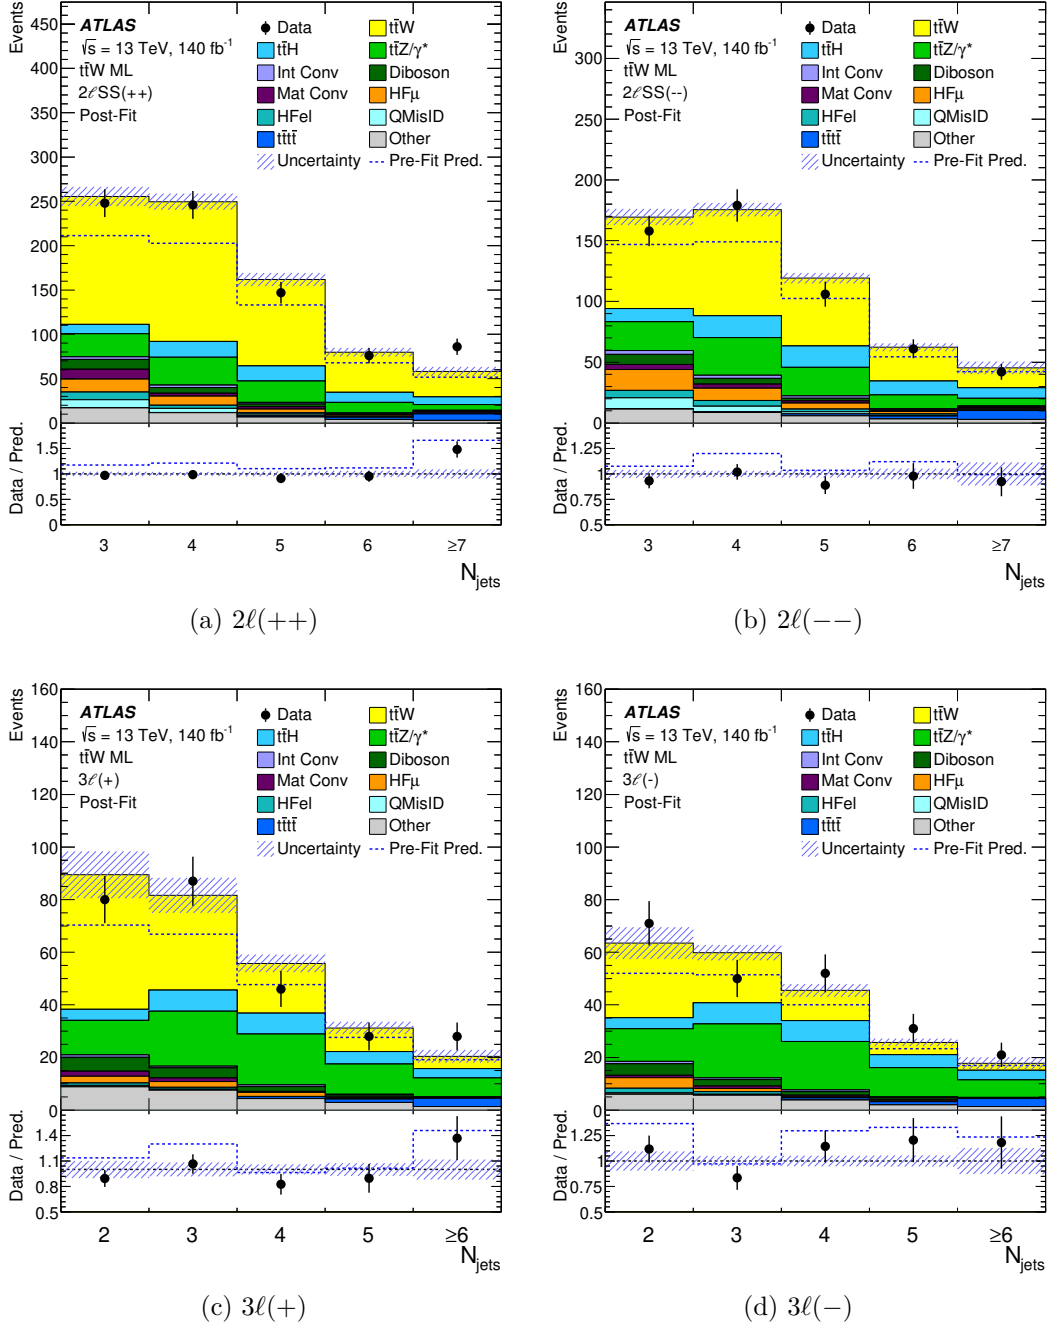 Events
450
400
350
300
250
200
150
100
50
0
ATLAS
√s = 13 TeV, 140 fb⁻¹
tt̄W ML
2ℓSS(++)
Post-Fit
Data
tt̄W
tt̄H
tt̄Z/γ*
Int Conv
Diboson
Mat Conv
HFμ
HFel
QMisID
tt̄tt̄
Other
Uncertainty
Pre-Fit Pred.
Data / Pred.
1.5
1
0.5
0
3 4 5 6 ≥7
N_jets
(a) 2ℓ(++)
Events
300
250
200
150
100
50
0
ATLAS
√s = 13 TeV, 140 fb⁻¹
tt̄W ML
2ℓSS(--)
Post-Fit
Data
tt̄W
tt̄H
tt̄Z/γ*
Int Conv
Diboson
Mat Conv
HFμ
HFel
QMisID
tt̄tt̄
Other
Uncertainty
Pre-Fit Pred.
Data / Pred.
1.25
1
0.75
0.5
3 4 5 6 ≥7
N_jets
(b) 2ℓ(−−)
Events
160
140
120
100
80
60
40
20
0
ATLAS
√s = 13 TeV, 140 fb⁻¹
tt̄W ML
3ℓ(+)
Post-Fit
Data
tt̄W
tt̄H
tt̄Z/γ*
Int Conv
Diboson
Mat Conv
HFμ
HFel
QMisID
tt̄tt̄
Other
Uncertainty
Pre-Fit Pred.
Data / Pred.
1.4
1.1
0.8
0.5
2 3 4 5 ≥6
N_jets
(c) 3ℓ(+)
Events
160
140
120
100
80
60
40
20
0
ATLAS
√s = 13 TeV, 140 fb⁻¹
tt̄W ML
3ℓ(-)
Post-Fit
Data
tt̄W
tt̄H
tt̄Z/γ*
Int Conv
Diboson
Mat Conv
HFμ
HFel
QMisID
tt̄tt̄
Other
Uncertainty
Pre-Fit Pred.
Data / Pred.
1.25
1
0.75
0.5
2 3 4 5 ≥6
N_jets
(d) 3ℓ(−)